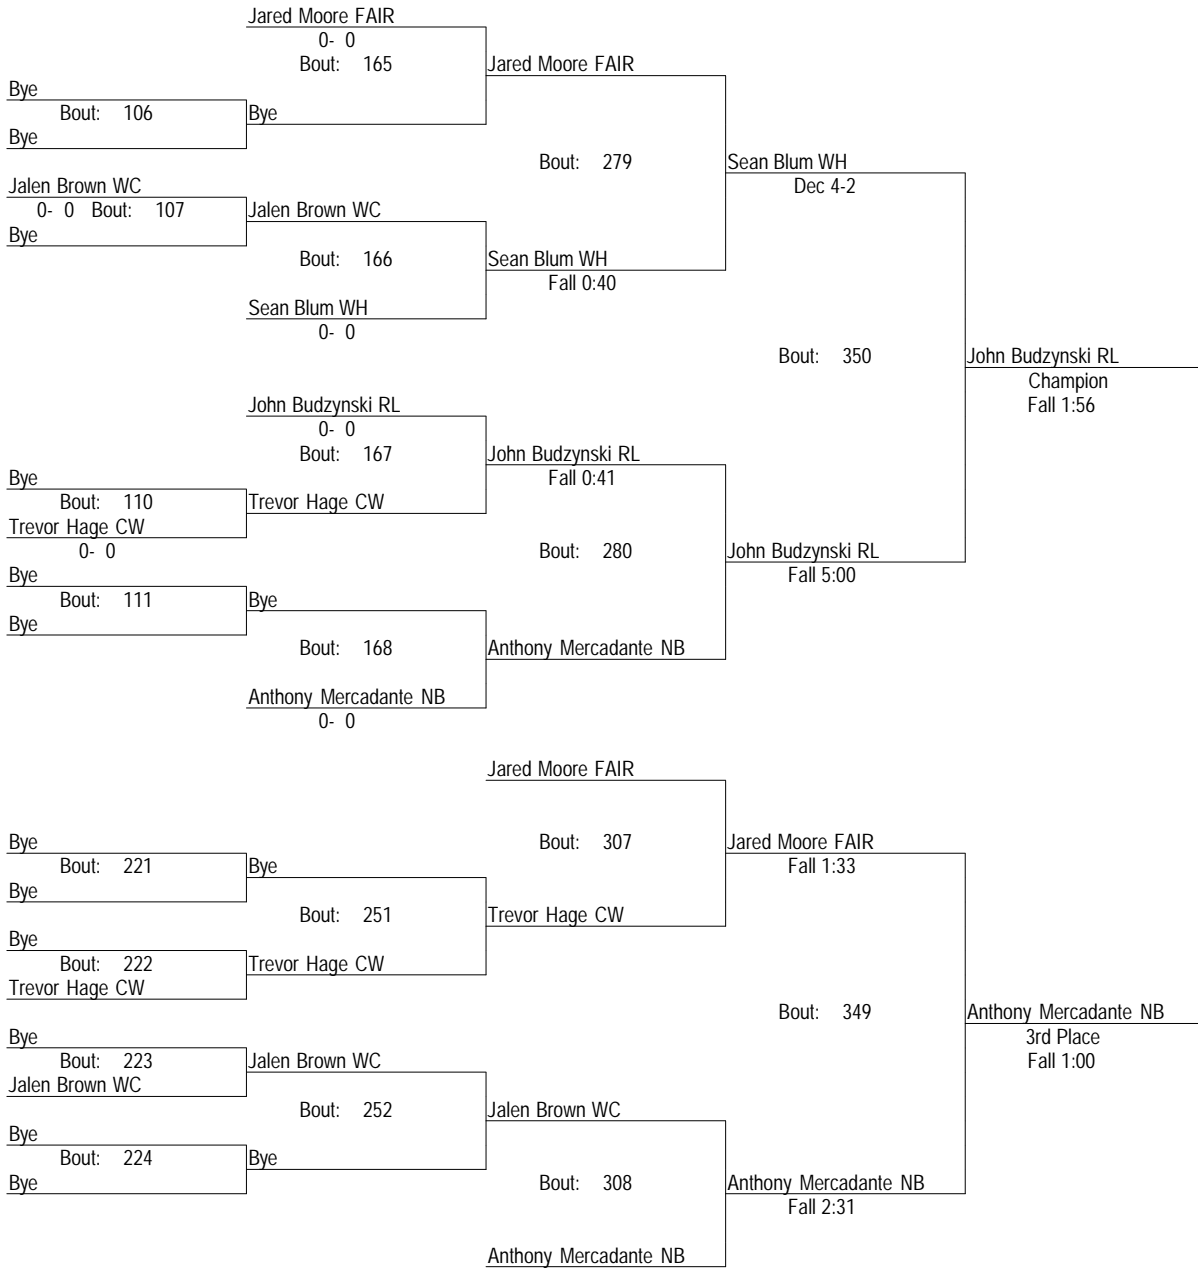 Jared Moore FAIR
0- 0
Bout: 165
Jared Moore FAIR
Bye
Bout: 106
Bye
Bye
Bout: 279
Sean Blum WH
Dec 4-2
Jalen Brown WC
0- 0 Bout: 107
Jalen Brown WC
Bye
Bout: 166
Sean Blum WH
Fall 0:40
Sean Blum WH
0- 0
Bout: 350
John Budzynski RL
Champion
Fall 1:56
John Budzynski RL
0- 0
Bout: 167
John Budzynski RL
Fall 0:41
Bye
Bout: 110
Trevor Hage CW
Trevor Hage CW
0- 0
Bout: 280
John Budzynski RL
Fall 5:00
Bye
Bout: 111
Bye
Bye
Bout: 168
Anthony Mercadante NB
Anthony Mercadante NB
0- 0
Jared Moore FAIR
Bout: 307
Jared Moore FAIR
Fall 1:33
Bye
Bout: 221
Bye
Bye
Bout: 251
Trevor Hage CW
Bye
Bout: 222
Trevor Hage CW
Trevor Hage CW
Bout: 349
Anthony Mercadante NB
3rd Place
Fall 1:00
Bye
Bout: 223
Jalen Brown WC
Jalen Brown WC
Bout: 252
Jalen Brown WC
Bye
Bout: 224
Bye
Bye
Bout: 308
Anthony Mercadante NB
Fall 2:31
Anthony Mercadante NB